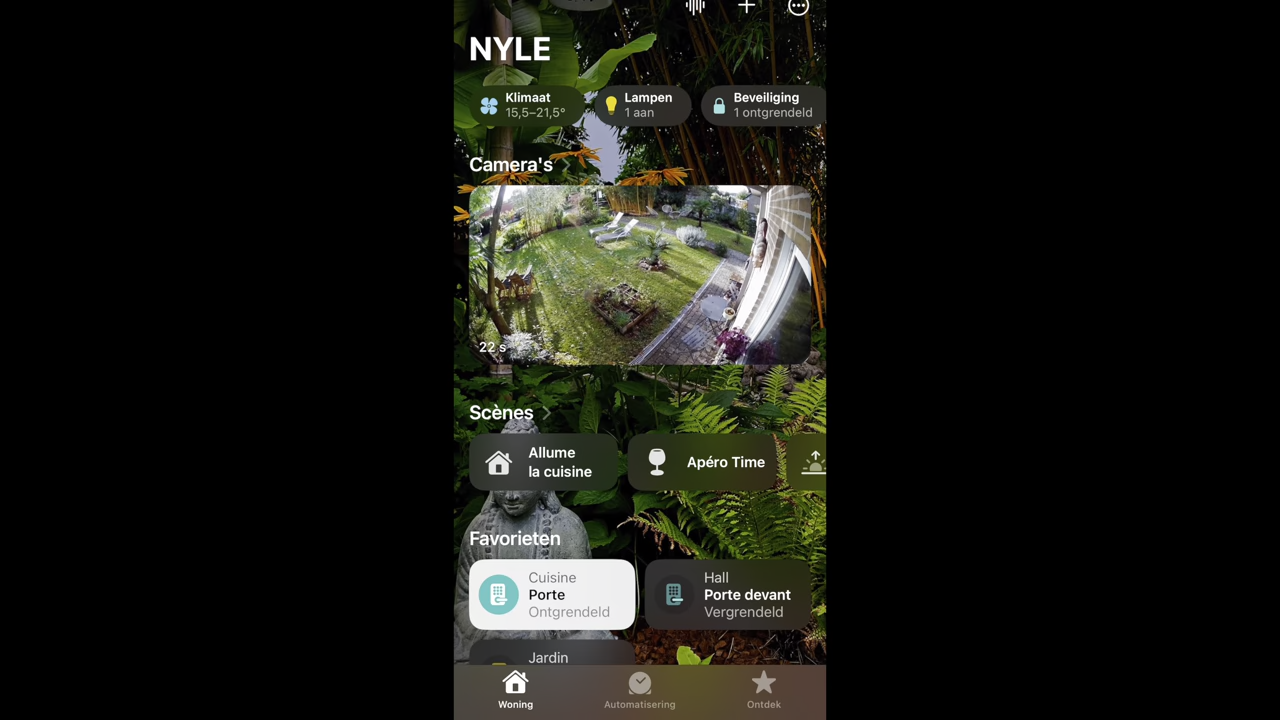 NYLE
Klimaat
15,5–21,5°
Lampen
1 aan
Beveiliging
1 ontgrendeld
Camera's
22 s
Scènes
Allume
la cuisine
Apéro Time
Favorieten
Cuisine
Porte
Ontgrendeld
Hall
Porte devant
Vergrendeld
Jardin
Woning
Automatisering
Ontdek